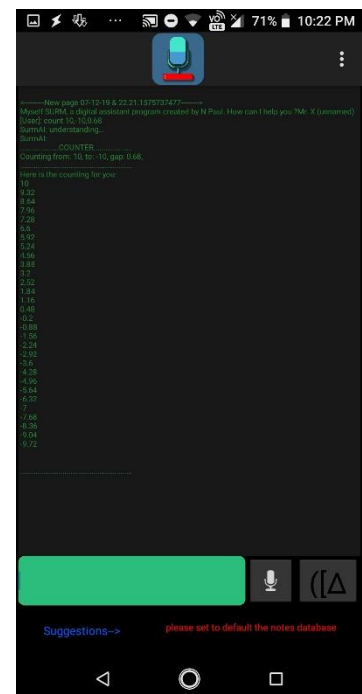 71% 10:22 PM
VO))
LTE
<--------New page 07-12-19 & 22.21.1575737477------->
Myself SURM, a digital assistant program created by N Paul. How can I help you ?Mr. X (unnamed)
[User]: count 10,-10,0.68
SurmAI: understanding...
SurmAI:
....................COUNTER....................
Counting from: 10, to: -10, gap: 0.68,
Here is the counting for you:
10
9.32
8.64
7.96
7.28
6.6
5.92
5.24
4.56
3.88
3.2
2.52
1.84
1.16
0.48
-0.2
-0.88
-1.56
-2.24
-2.92
-3.6
-4.28
-4.96
-5.64
-6.32
-7
-7.68
-8.36
-9.04
-9.72
([Δ
Suggestions-->
please set to default the notes database